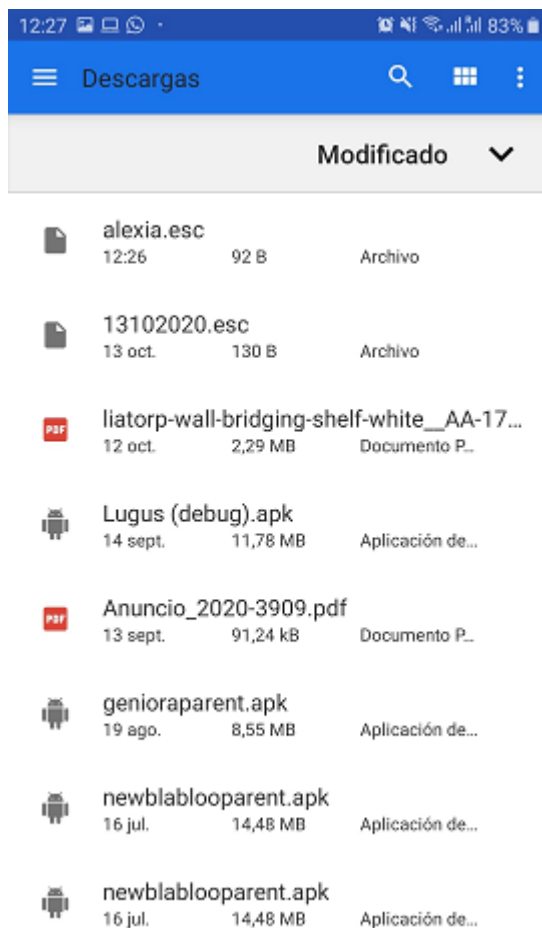 12:27 83%
Descargas
Modificado
alexia.esc
12:26 92 B Archivo
13102020.esc
13 oct. 130 B Archivo
PDF liatorp-wall-bridging-shelf-white__AA-17...
12 oct. 2,29 MB Documento P...
Lugus (debug).apk
14 sept. 11,78 MB Aplicación de...
PDF Anuncio_2020-3909.pdf
13 sept. 91,24 kB Documento P...
genioraparent.apk
19 ago. 8,55 MB Aplicación de...
newblablooparent.apk
16 jul. 14,48 MB Aplicación de...
newblablooparent.apk
16 jul. 14,48 MB Aplicación de...